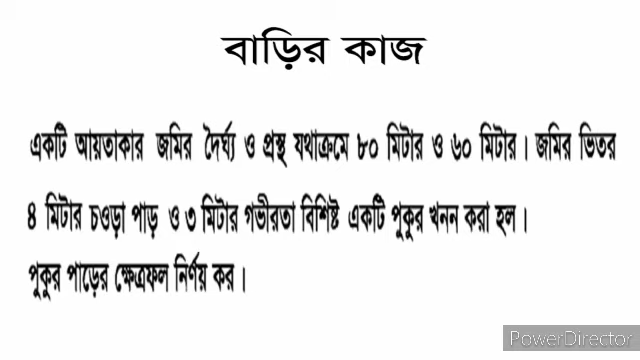 বাড়ির কাজ
একটি আয়তাকার জমির দৈর্ঘ্য ও প্রস্থ যথাক্রমে ৮০ মিটার ও ৬০ মিটার। জমির ভিতর
৪ মিটার চওড়া পাড় ও ৩ মিটার গভীরতা বিশিষ্ট একটি পুকুর খনন করা হল।
পুকুর পাড়ের ক্ষেত্রফল নির্ণয় কর।
PowerDirector